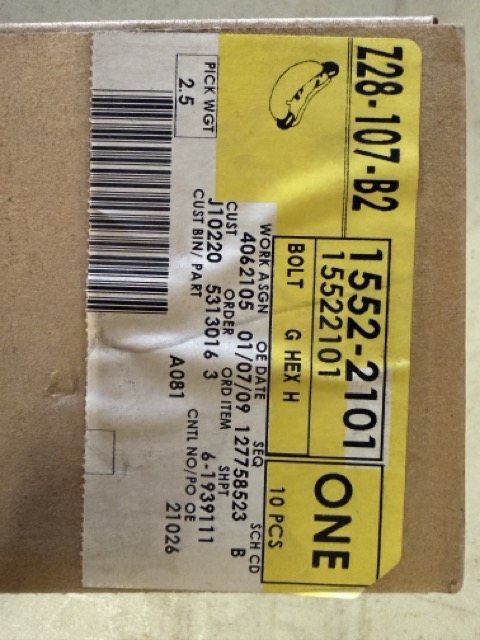 Z28-107-B2
1552-2101
15522101
ONE
BOLT G HEX H
10 PCS
WORK ASGN OE DATE SEQ SCH CD
4062105 01/07/09 127758523 B
CUST ORDER ORD ITEM SHPT
J10220 5313016 3 6-1939111
CUST BIN/ PART CNTL NO/PO OE
A081 21026
PICK WGT
2.5